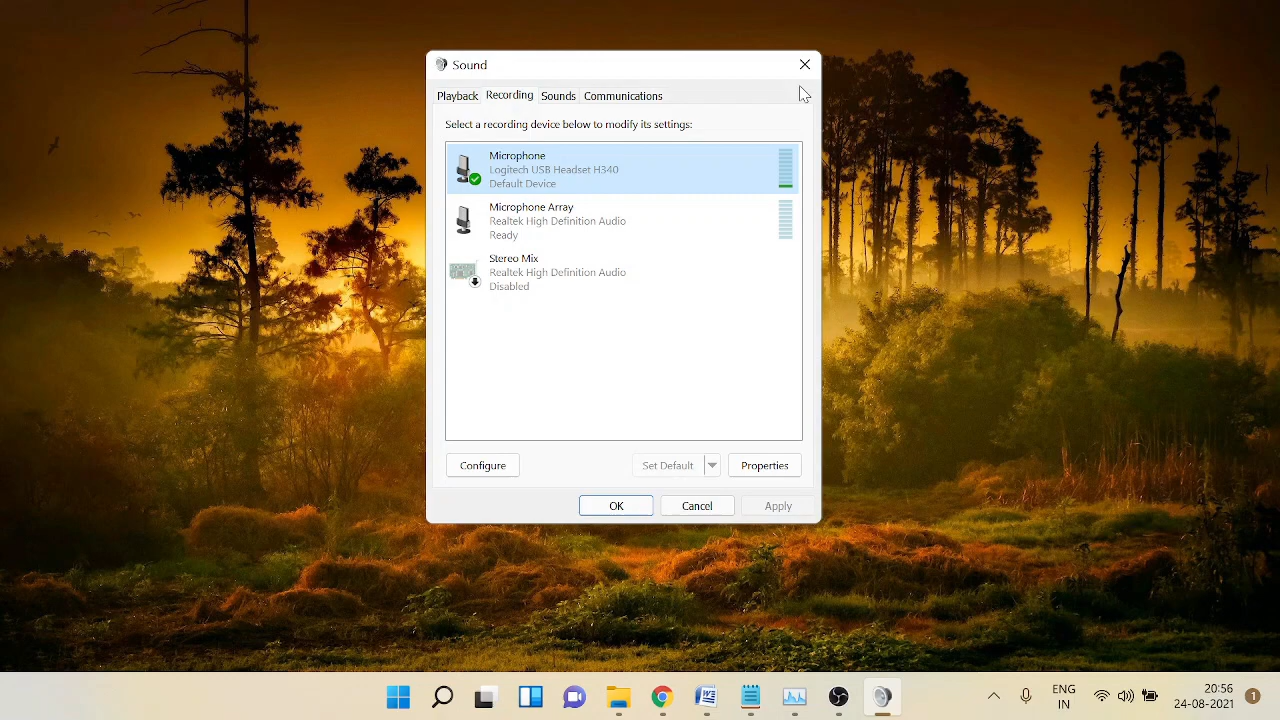 Sound
Playback Recording Sounds Communications
Select a recording device below to modify its settings:
Microphone
Logitech USB Headset H340
Default Device
Microphone Array
Realtek High Definition Audio
Ready
Stereo Mix
Realtek High Definition Audio
Disabled
Configure Set Default Properties
OK Cancel Apply
ENG
IN
20:56
24-08-2021
1